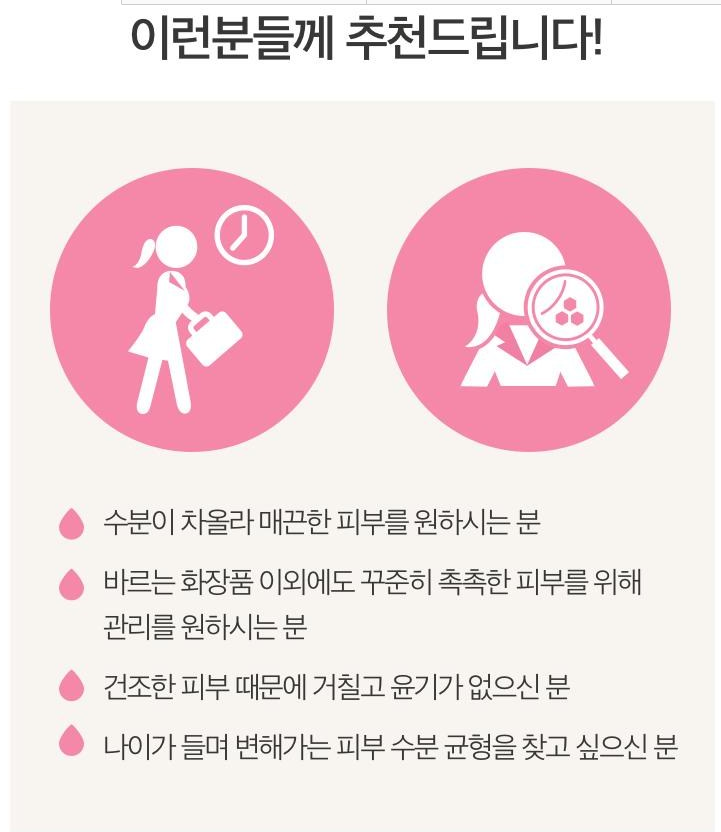 이런분들께 추천드립니다!
수분이 차올라 매끈한 피부를 원하시는 분
바르는 화장품 이외에도 꾸준히 촉촉한 피부를 위해
관리를 원하시는 분
건조한 피부 때문에 거칠고 윤기가 없으신 분
나이가 들며 변해가는 피부 수분 균형을 찾고 싶으신 분